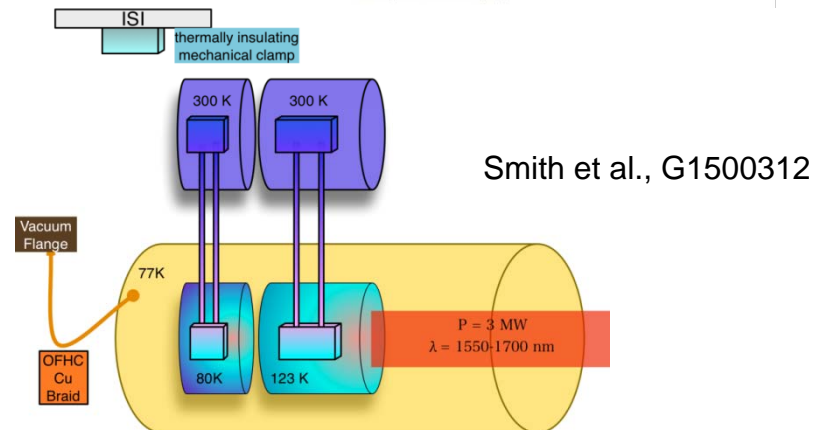 ISI
thermally insulating
mechanical clamp
300 K
300 K
Smith et al., G1500312
Vacuum
Flange
77K
P = 3 MW
λ = 1550-1700 nm
OFHC
Cu
Braid
80K
123 K